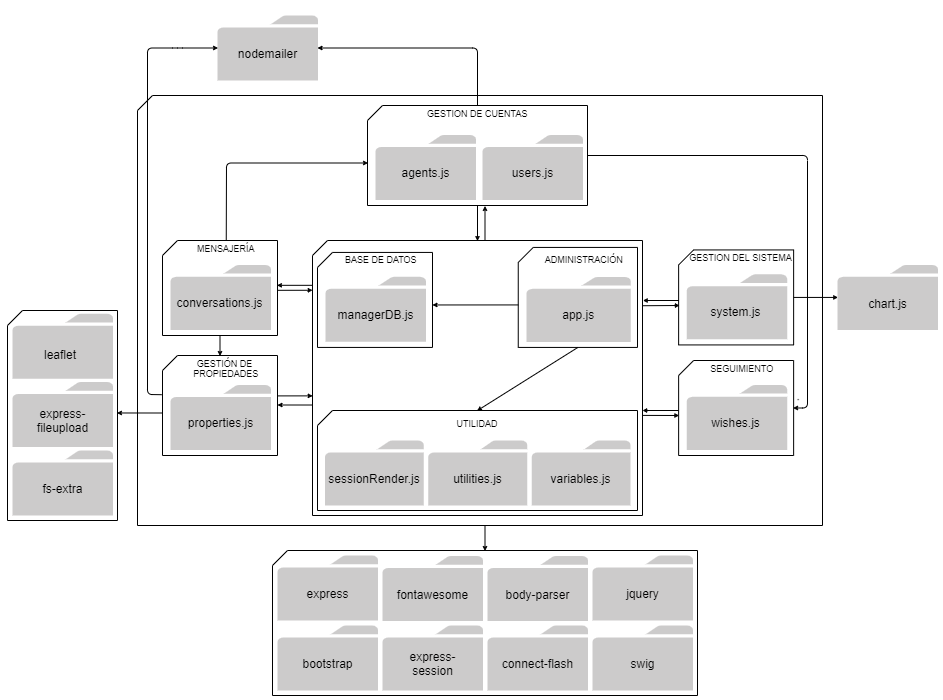 nodemailer
GESTION DE CUENTAS
agents.js
users.js
MENSAJERÍA
conversations.js
BASE DE DATOS
managerDB.js
ADMINISTRACIÓN
app.js
GESTION DEL SISTEMA
system.js
chart.js
leaflet
express-
fileupload
fs-extra
GESTIÓN DE
PROPIEDADES
properties.js
UTILIDAD
sessionRender.js
utilities.js
variables.js
SEGUIMIENTO
wishes.js
express
fontawesome
body-parser
jquery
bootstrap
express-
session
connect-flash
swig